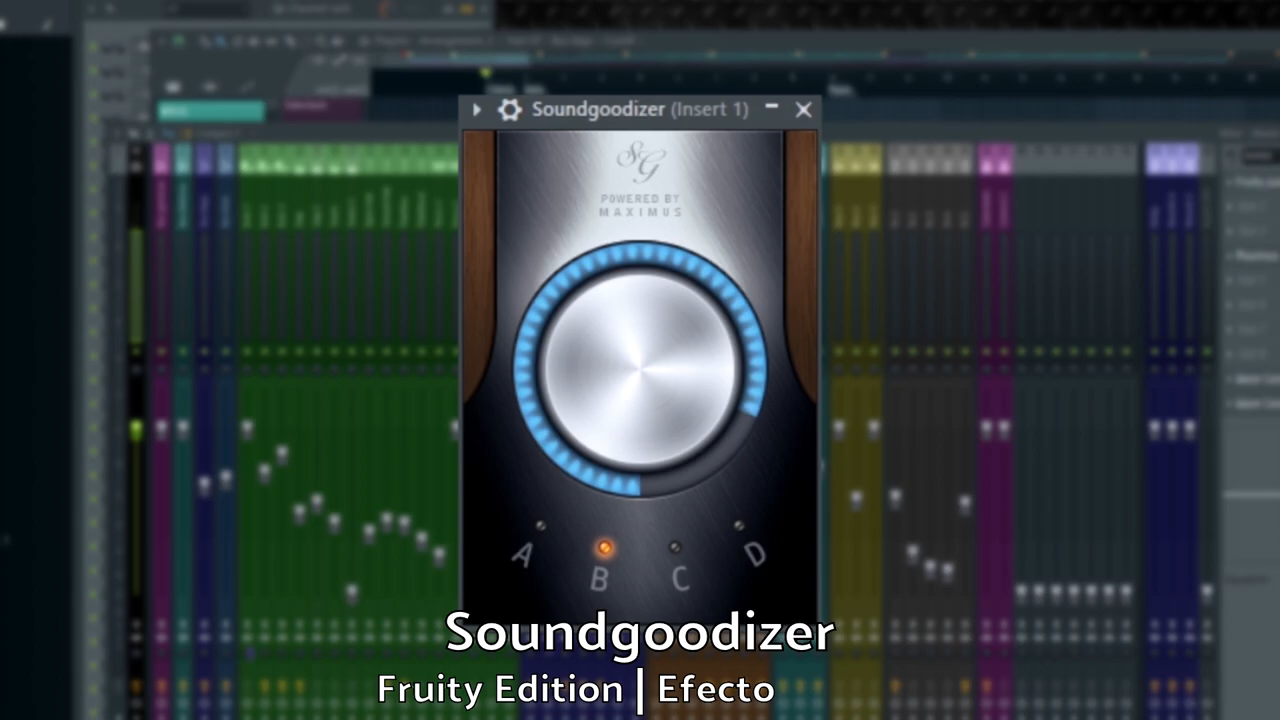 Soundgoodizer (Insert 1)
SG
POWERED BY
MAXIMUS
A B C D
Soundgoodizer
Fruity Edition | Efecto